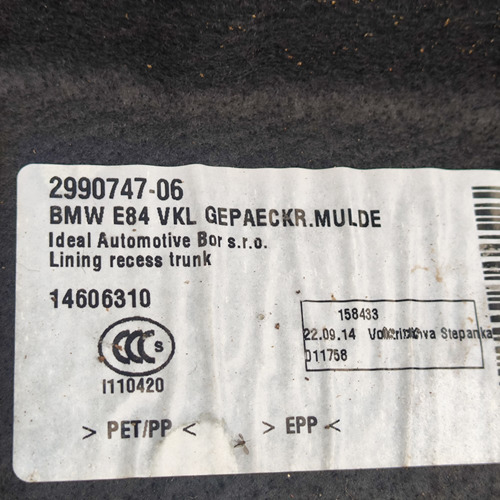 2990747-06
BMW E84 VKL GEPAECKR.MULDE
Ideal Automotive Bor s.r.o.
Lining recess trunk
14606310
158433
22.09.14 Stepanka
011758
CCC S
I110420
> PET/PP < > EPP <